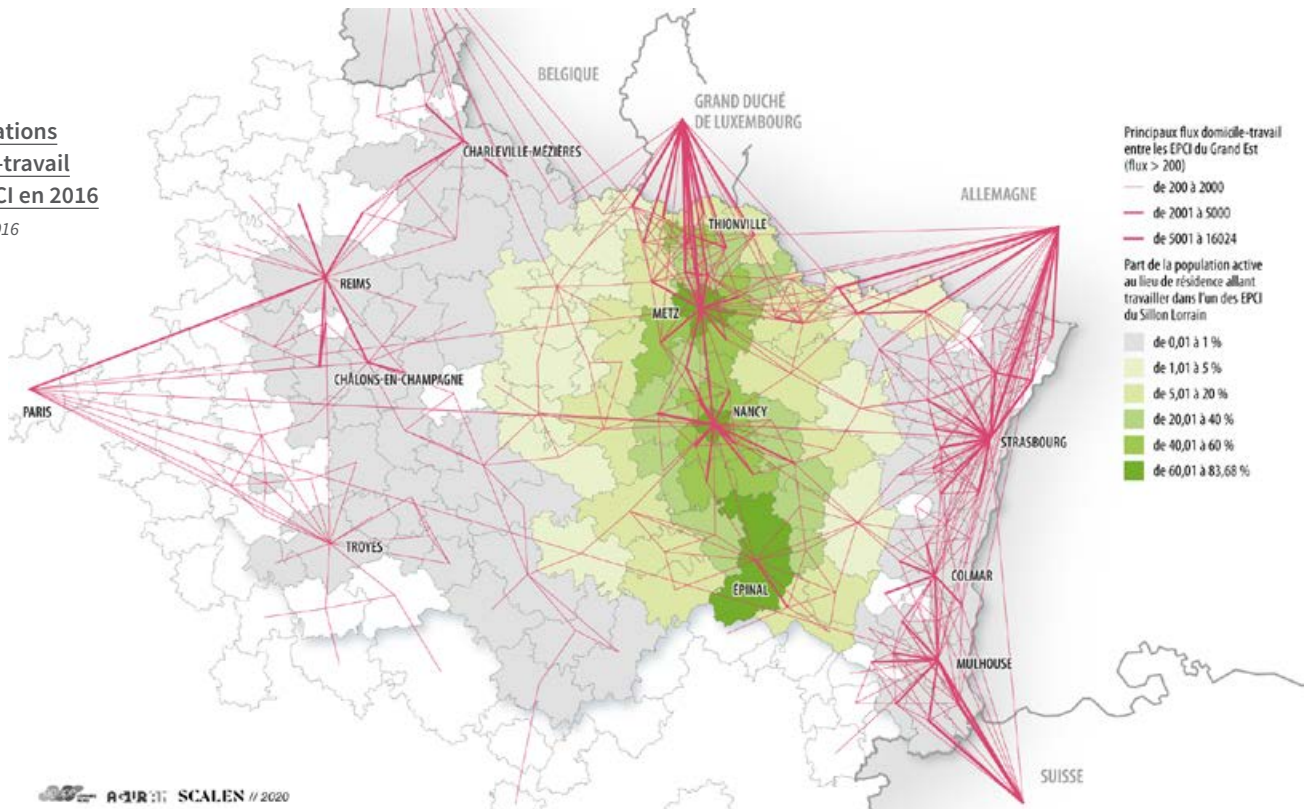 ations
-travail
CI en 2016
016
BELGIQUE
GRAND DUCHÉ
DE LUXEMBOURG
ALLEMAGNE
CHARLEVILLE-MÉZIÈRES
THIONVILLE
REIMS
METZ
CHÂLONS-EN-CHAMPAGNE
PARIS
NANCY
STRASBOURG
TROYES
COLMAR
ÉPINAL
MULHOUSE
SUISSE
Principaux flux domicile-travail
entre les EPCI du Grand Est
(flux > 200)
de 200 à 2000
de 2001 à 5000
de 5001 à 16024
Part de la population active
au lieu de résidence allant
travailler dans l'un des EPCI
du Sillon Lorrain
de 0,01 à 1 %
de 1,01 à 5 %
de 5,01 à 20 %
de 20,01 à 40 %
de 40,01 à 60 %
de 60,01 à 83,68 %
SCALEN // 2020